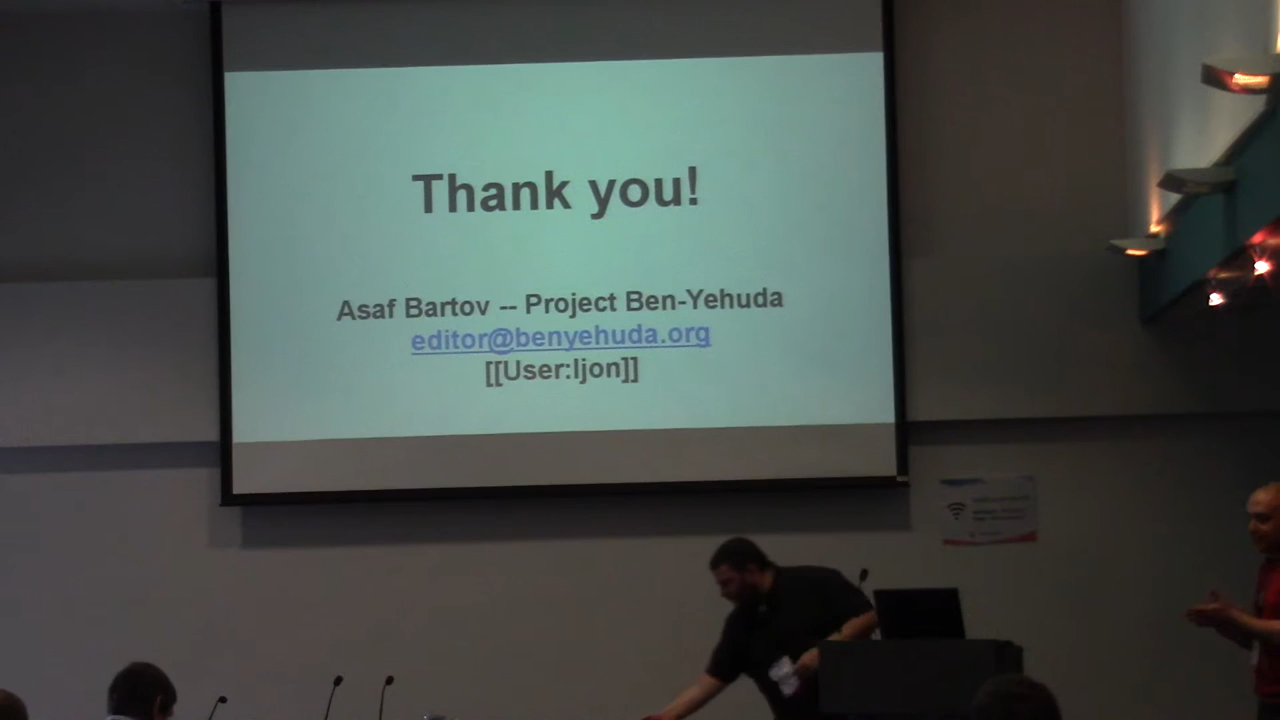 Thank you!
Asaf Bartov -- Project Ben-Yehuda
editor@benyehuda.org
[[User:Ijon]]